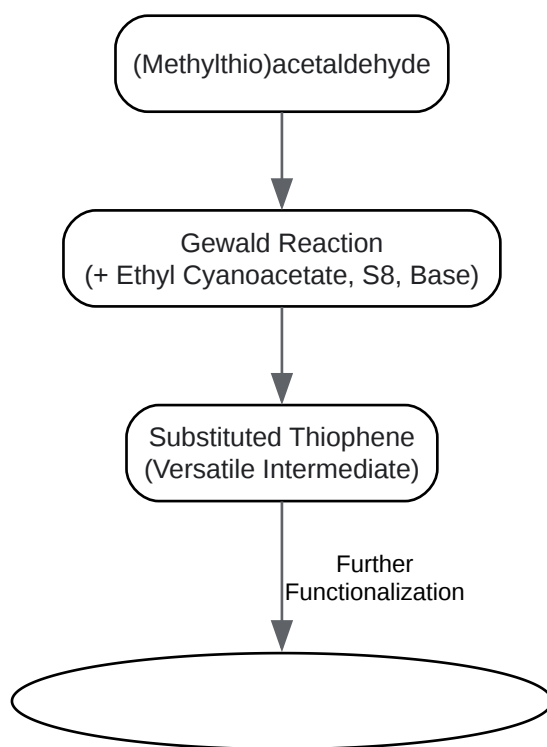 (Methylthio)acetaldehyde
Gewald Reaction
(+ Ethyl Cyanoacetate, S8, Base)
Substituted Thiophene
(Versatile Intermediate)
Further
Functionalization